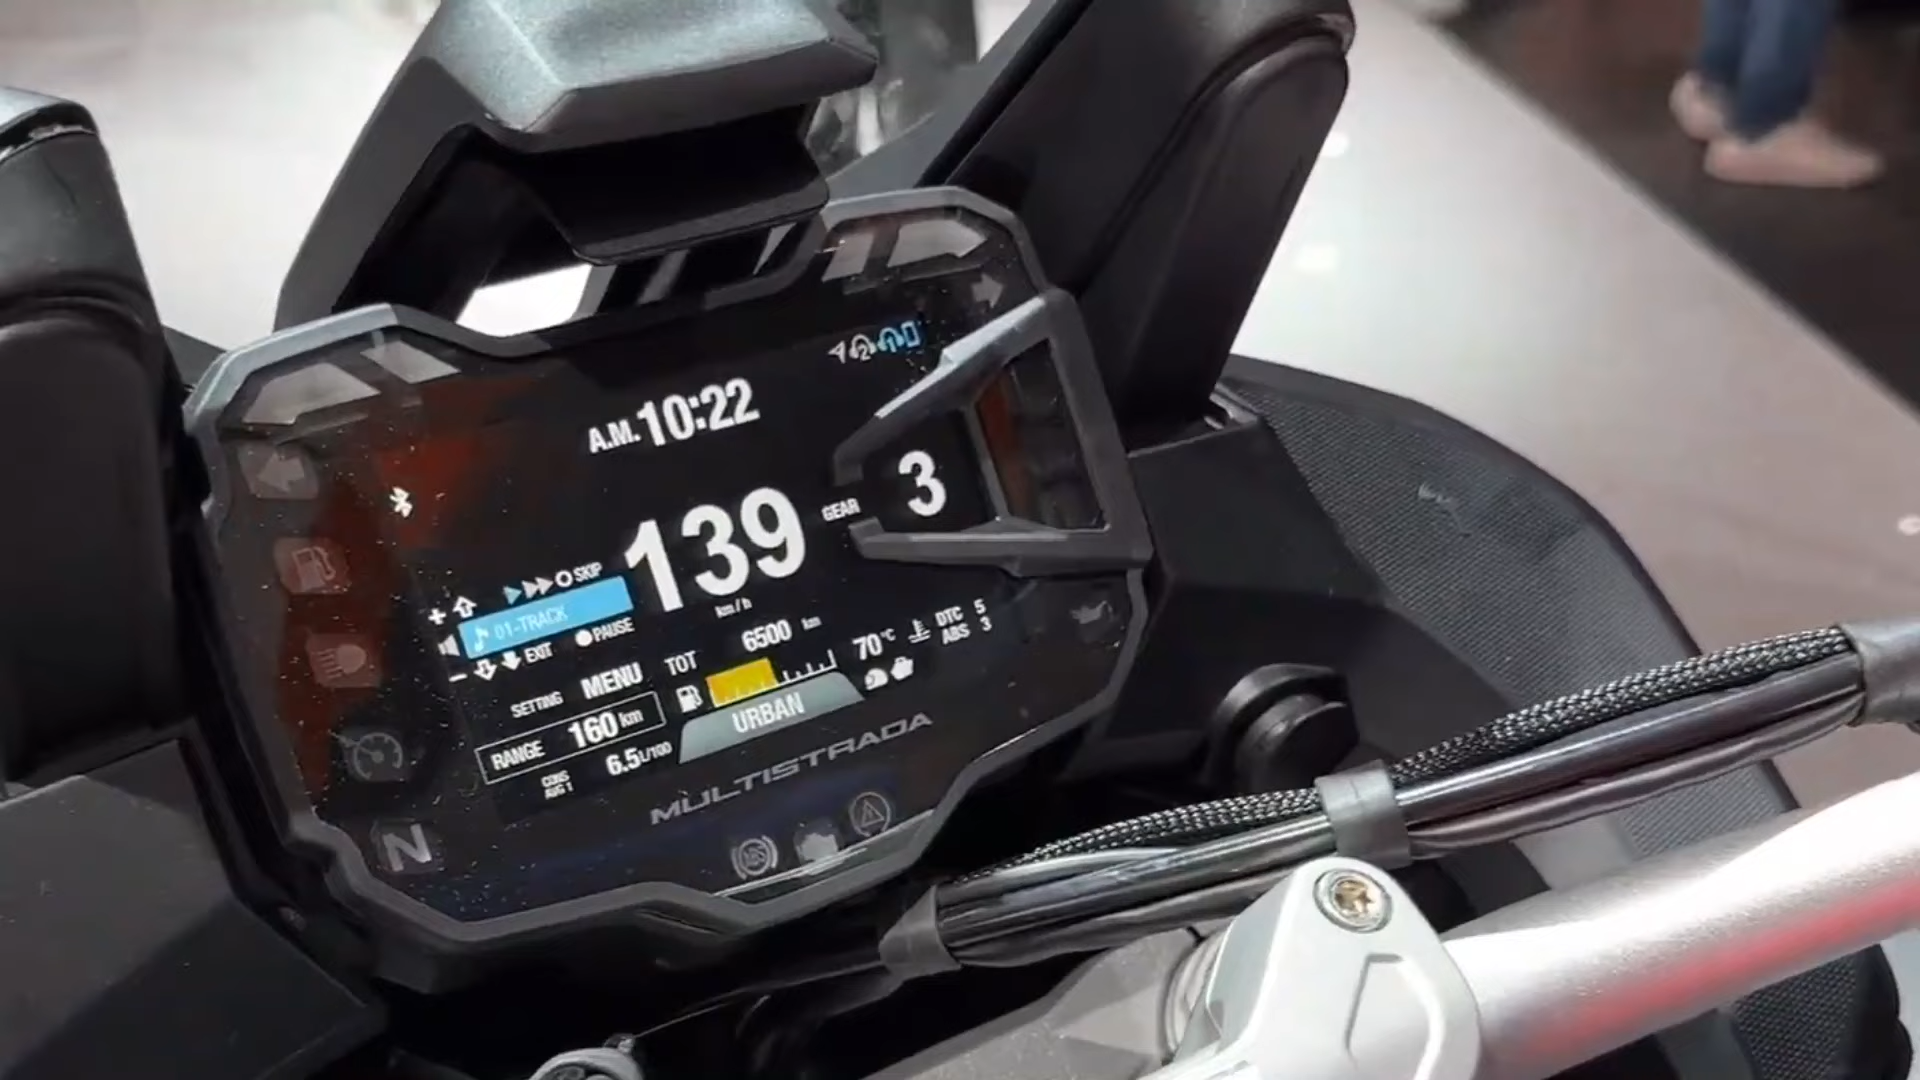 A.M. 10:22
GEAR 3
139
km/h
SKIP
+
01-TRACK
PAUSE
EXIT
-
SETTING MENU
RANGE 160 km
CONS AVG 1 6.5 L/100
TOT 6500 km
70 °C
DTC 5
ABS 3
URBAN
MULTISTRADA
N
ABS